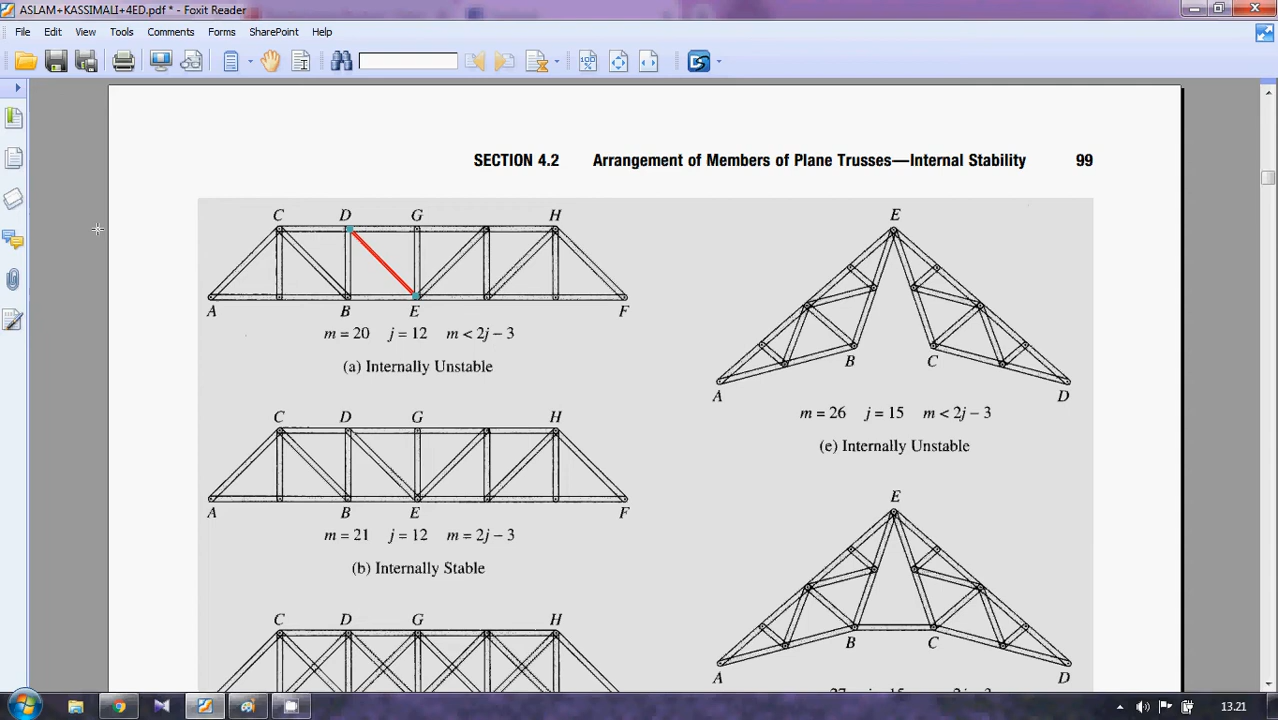 ASLAM+KASSIMALI+4ED.pdf * - Foxit Reader
File Edit View Tools Comments Forms SharePoint Help
SECTION 4.2 Arrangement of Members of Plane Trusses—Internal Stability 99
C D G H
A B E F
m = 20 j = 12 m < 2j – 3
(a) Internally Unstable
C D G H
A B E F
m = 21 j = 12 m = 2j – 3
(b) Internally Stable
C D G H
E
B C
A D
m = 26 j = 15 m < 2j – 3
(e) Internally Unstable
E
B C
A D
13.21